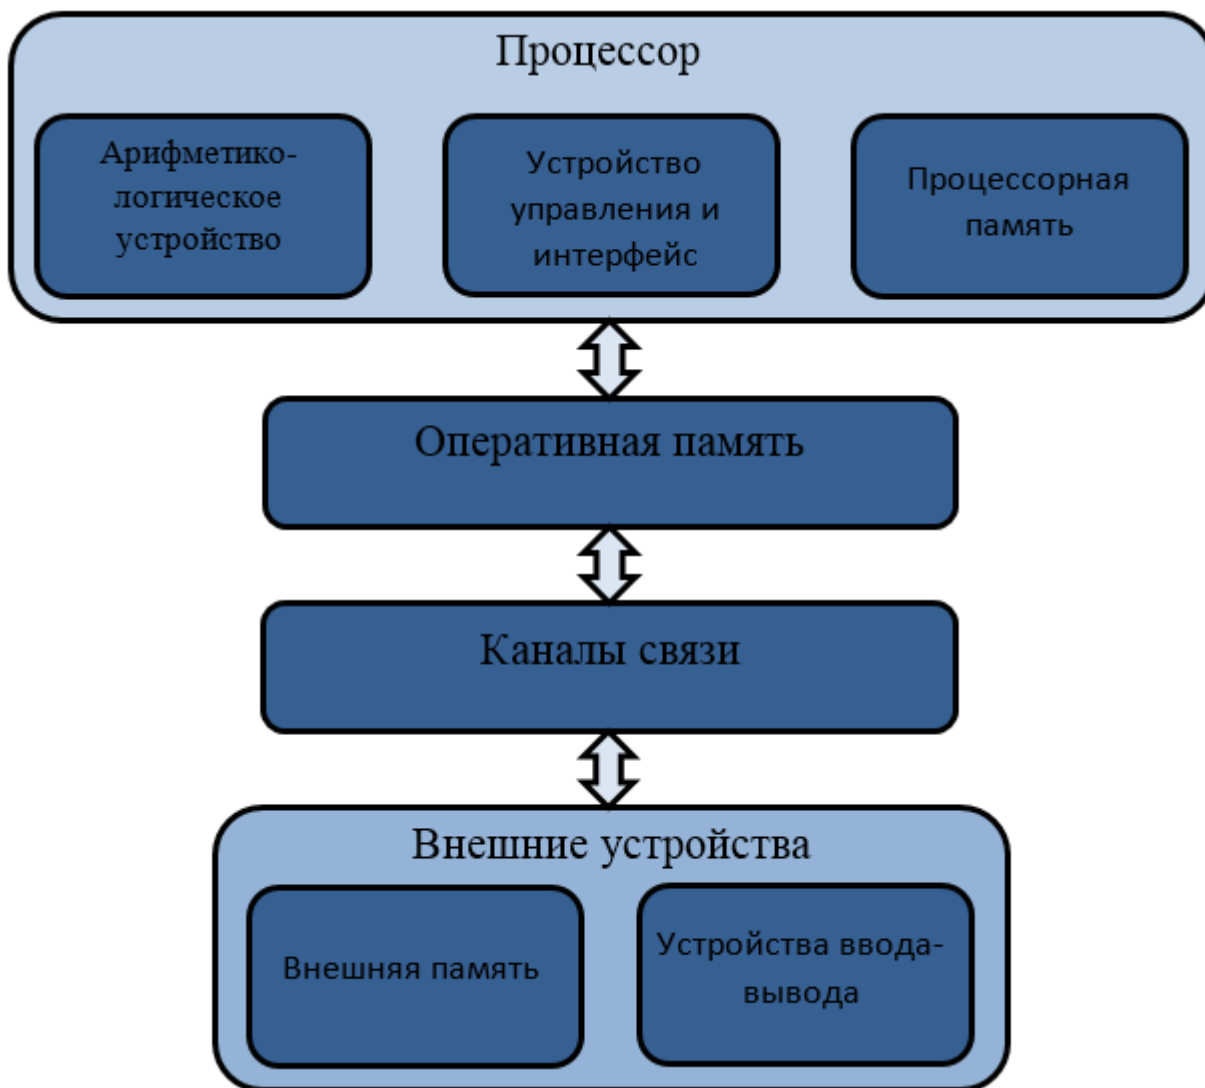 Процессор
Арифметико-
логическое
устройство
Устройство
управления и
интерфейс
Процессорная
память
Оперативная память
Каналы связи
Внешние устройства
Внешняя память
Устройства ввода-
вывода